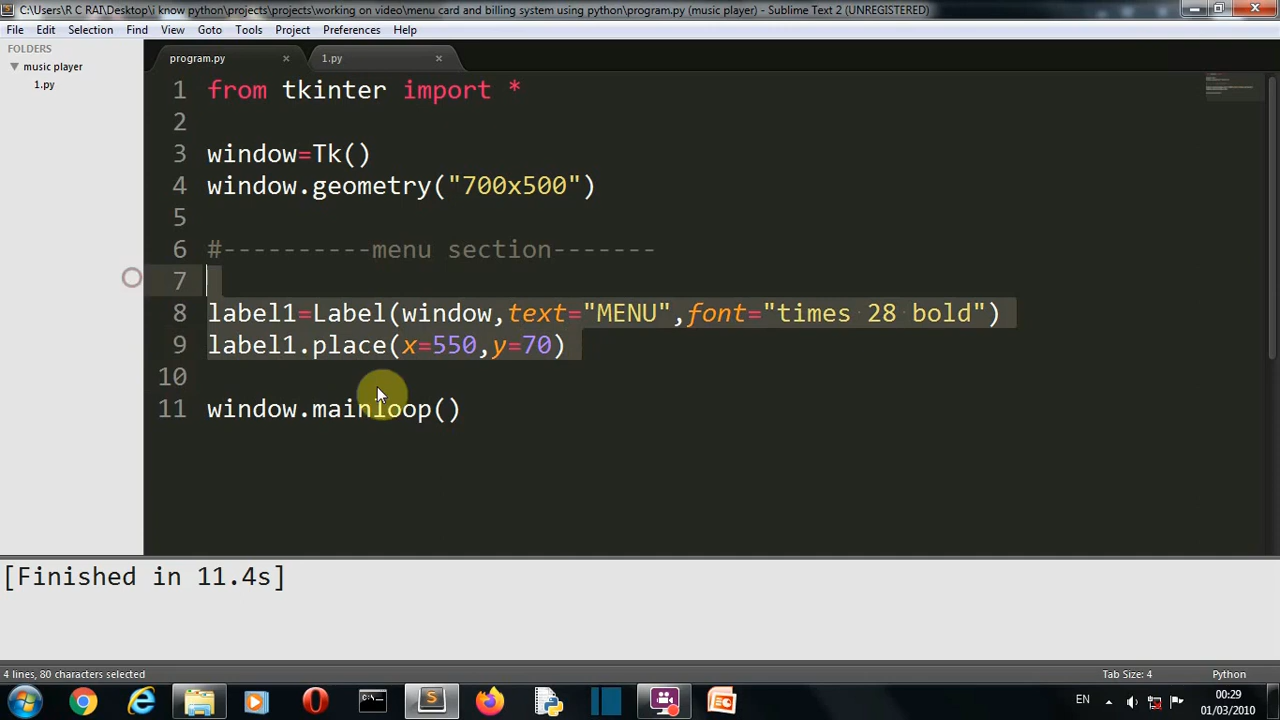 C:\Users\R C RAI\Desktop\i know python\projects\projects\working on video\menu card and billing system using python\program.py (music player) - Sublime Text 2 (UNREGISTERED)
File Edit Selection Find View Goto Tools Project Preferences Help
FOLDERS
music player
1.py
program.py
1.py
1 from tkinter import *
2
3 window=Tk()
4 window.geometry("700x500")
5
6 #----------menu section-------
7
8 label1=Label(window,text="MENU",font="times 28 bold")
9 label1.place(x=550,y=70)
10
11 window.mainloop()
[Finished in 11.4s]
4 lines, 80 characters selected
Tab Size: 4
Python
EN
00:29
01/03/2010